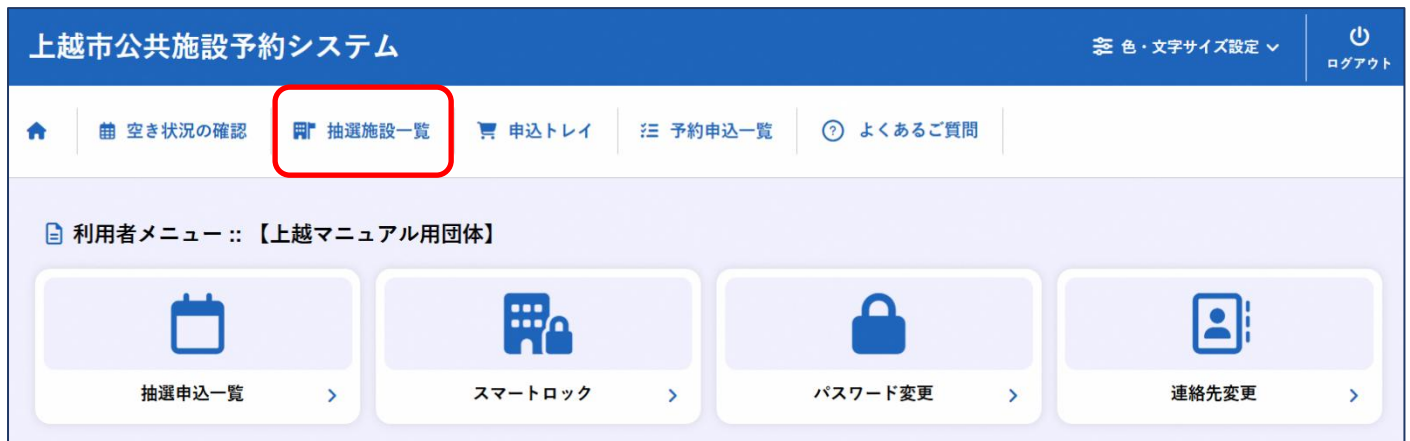 上越市公共施設予約システム
色・文字サイズ設定
ログアウト
空き状況の確認
抽選施設一覧
申込トレイ
予約申込一覧
よくあるご質問
利用者メニュー :: 【上越マニュアル用団体】
抽選申込一覧
スマートロック
パスワード変更
連絡先変更